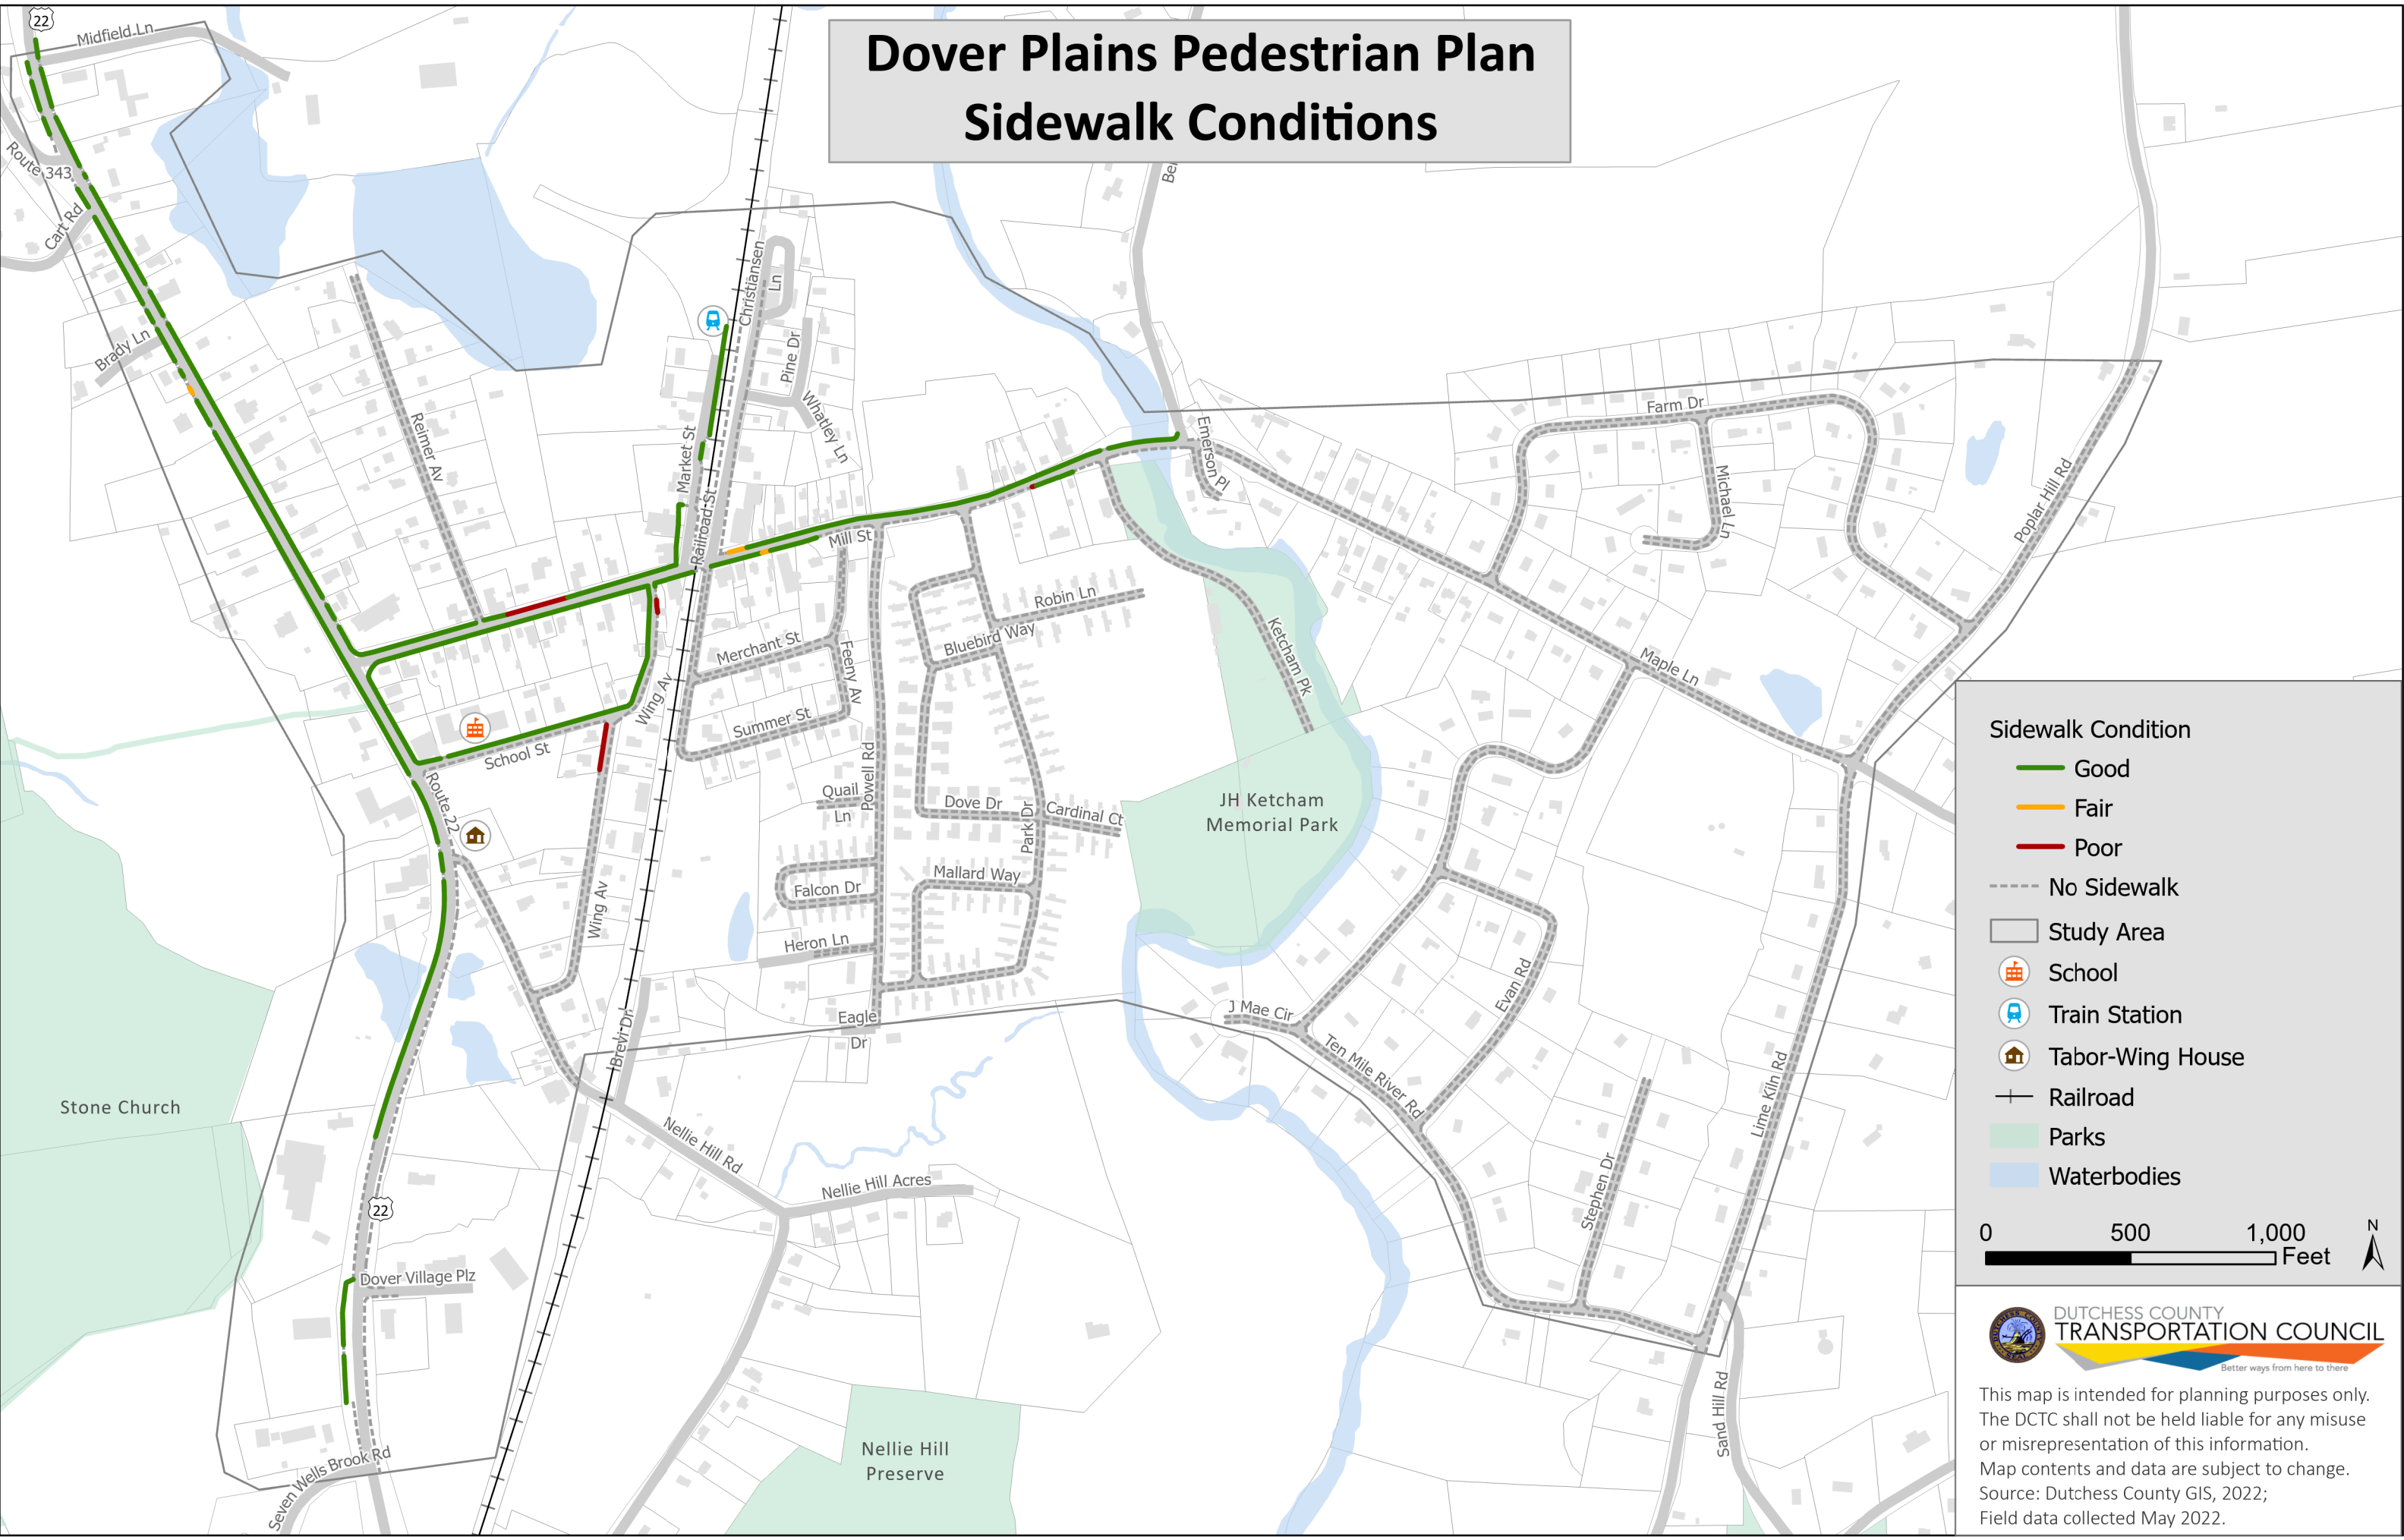 Dover Plains Pedestrian Plan
Sidewalk Conditions
22
Midfield Ln
Route 343
Cart Rd
Brady Ln
Reimer Av
Christiansen
Ln
Pine Dr
Whatley Ln
Market St
Railroad St
Mill St
Be
Emerson Pl
Farm Dr
Michael Ln
Poplar Hill Rd
Robin Ln
Bluebird Way
Merchant St
Feeny Av
Summer St
Wing Av
School St
Route 22
Ketcham Pk
Maple Ln
Quail
Ln
Powell Rd
Dove Dr
Park Dr
Cardinal Ct
JH Ketcham
Memorial Park
Mallard Way
Falcon Dr
Heron Ln
Wing Av
Eagle
Dr
Brevi Dr
J Mae Cir
Evan Rd
Ten Mile River Rd
Lime Kiln Rd
Stephen Dr
Stone Church
Nellie Hill Rd
Nellie Hill Acres
22
Dover Village Plz
Seven Wells Brook Rd
Nellie Hill
Preserve
Sand Hill Rd
Sidewalk Condition
Good
Fair
Poor
No Sidewalk
Study Area
School
Train Station
Tabor-Wing House
Railroad
Parks
Waterbodies
0 500 1,000
Feet
N
DUTCHESS COUNTY
TRANSPORTATION COUNCIL
Better ways from here to there
This map is intended for planning purposes only.
The DCTC shall not be held liable for any misuse
or misrepresentation of this information.
Map contents and data are subject to change.
Source: Dutchess County GIS, 2022;
Field data collected May 2022.